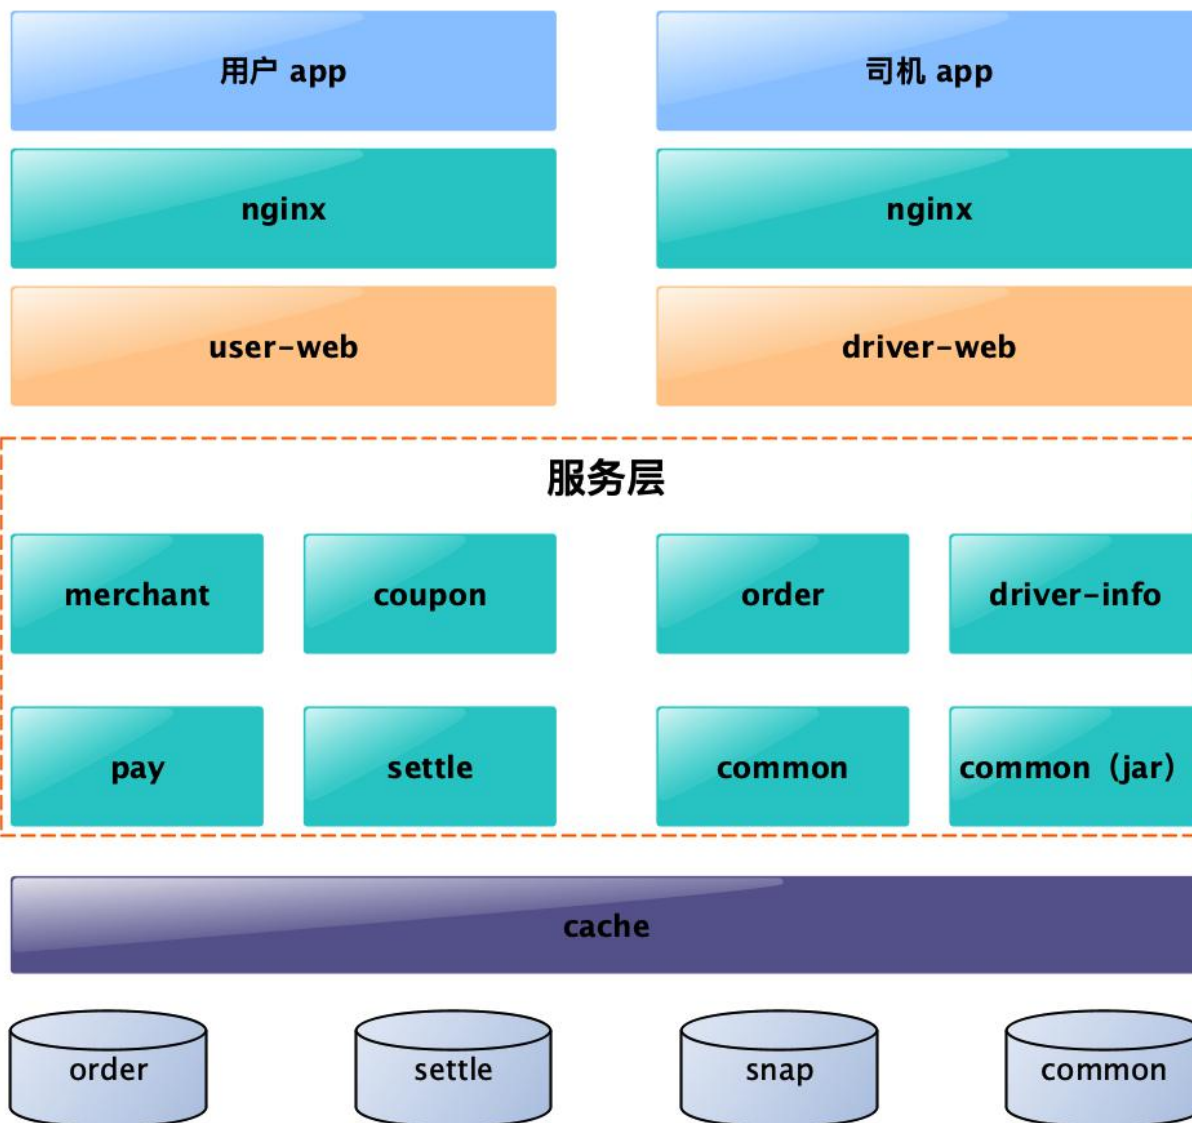 用户 app
司机 app
nginx
nginx
user-web
driver-web
服务层
merchant
coupon
order
driver-info
pay
settle
common
common（jar）
cache
order
settle
snap
common